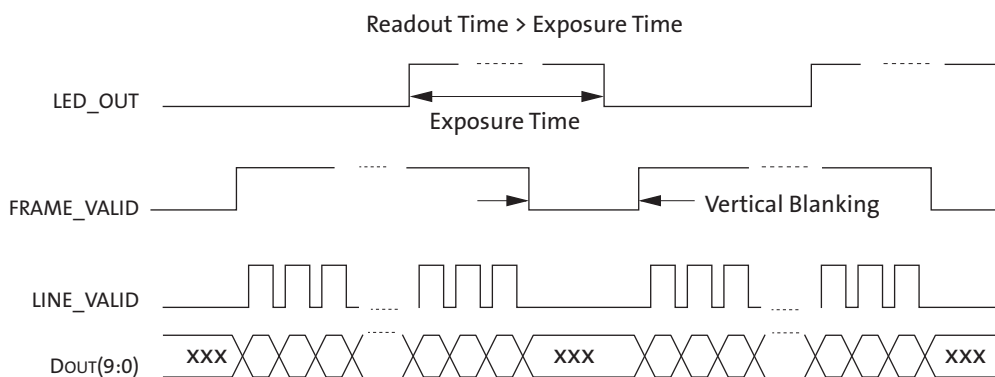 Readout Time > Exposure Time
LED_OUT
Exposure Time
FRAME_VALID
Vertical Blanking
LINE_VALID
DOUT(9:0)
XXX
XXX
XXX